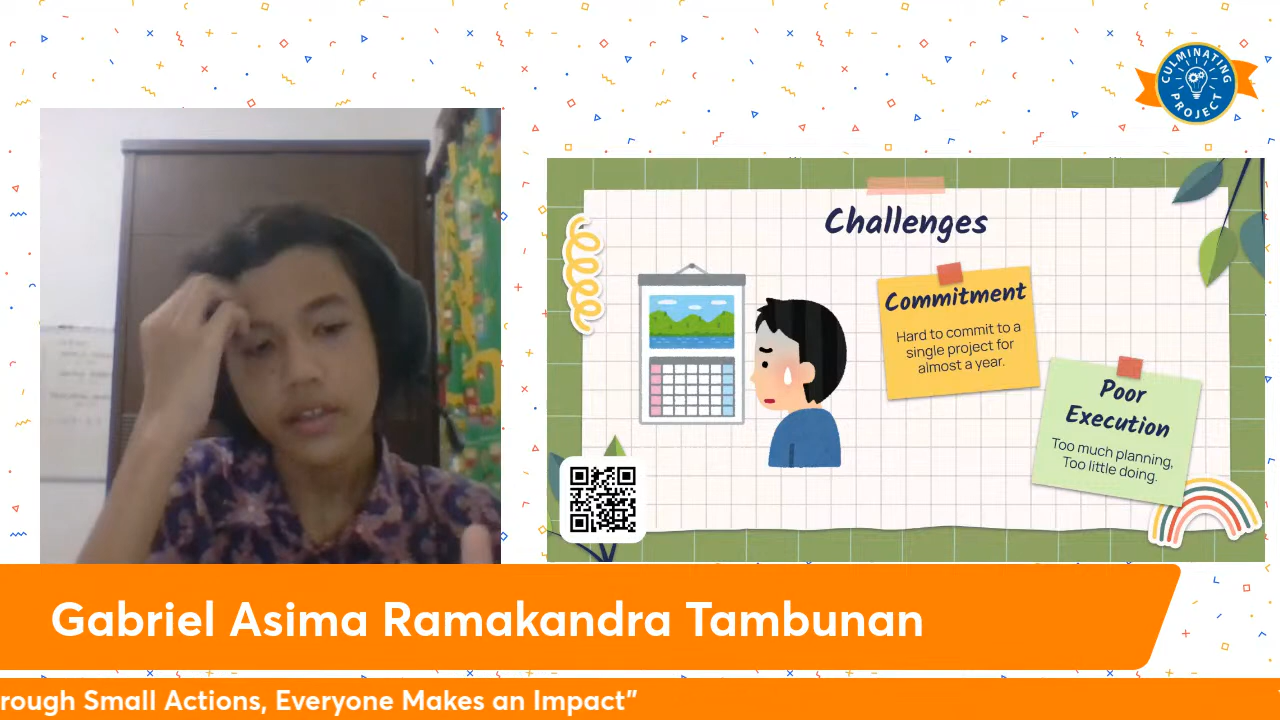 CULMINATING
PROJECT
Challenges
Commitment
Hard to commit to a
single project for
almost a year.
Poor
Execution
Too much planning,
Too little doing.
Gabriel Asima Ramakandra Tambunan
rough Small Actions, Everyone Makes an Impact”